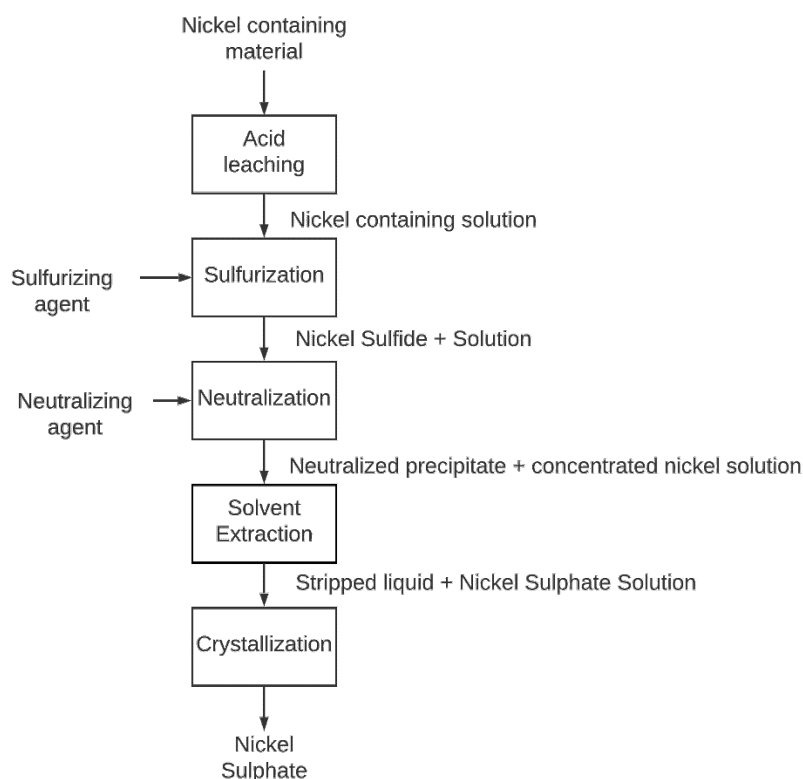 Nickel containing
material
Acid
leaching
Nickel containing solution
Sulfurizing
agent
Sulfurization
Nickel Sulfide + Solution
Neutralizing
agent
Neutralization
Neutralized precipitate + concentrated nickel solution
Solvent
Extraction
Stripped liquid + Nickel Sulphate Solution
Crystallization
Nickel
Sulphate